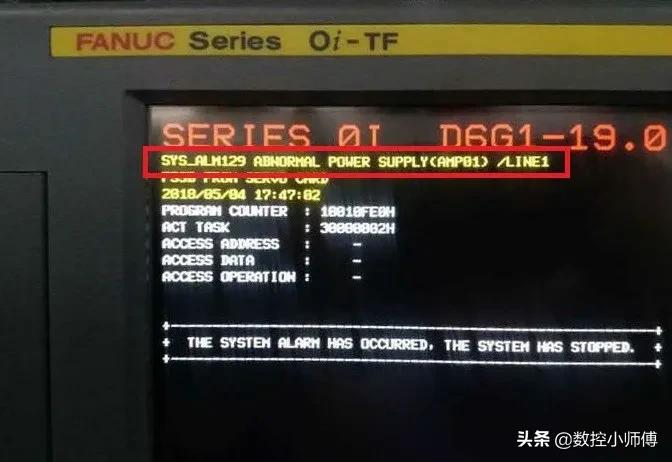 FANUC Series 0i-TF
SERIES 0I D6G1-19.0
SYS_ALM129 ABNORMAL POWER SUPPLY(AMP01) /LINE1
FSSB FROM SERVO CARD
2018/05/04 17:47:02
PROGRAM COUNTER : 10010FE0H
ACT TASK : 30000002H
ACCESS ADDRESS : -
ACCESS DATA : -
ACCESS OPERATION : -
THE SYSTEM ALARM HAS OCCURRED, THE SYSTEM HAS STOPPED.
头条 @数控小师傅